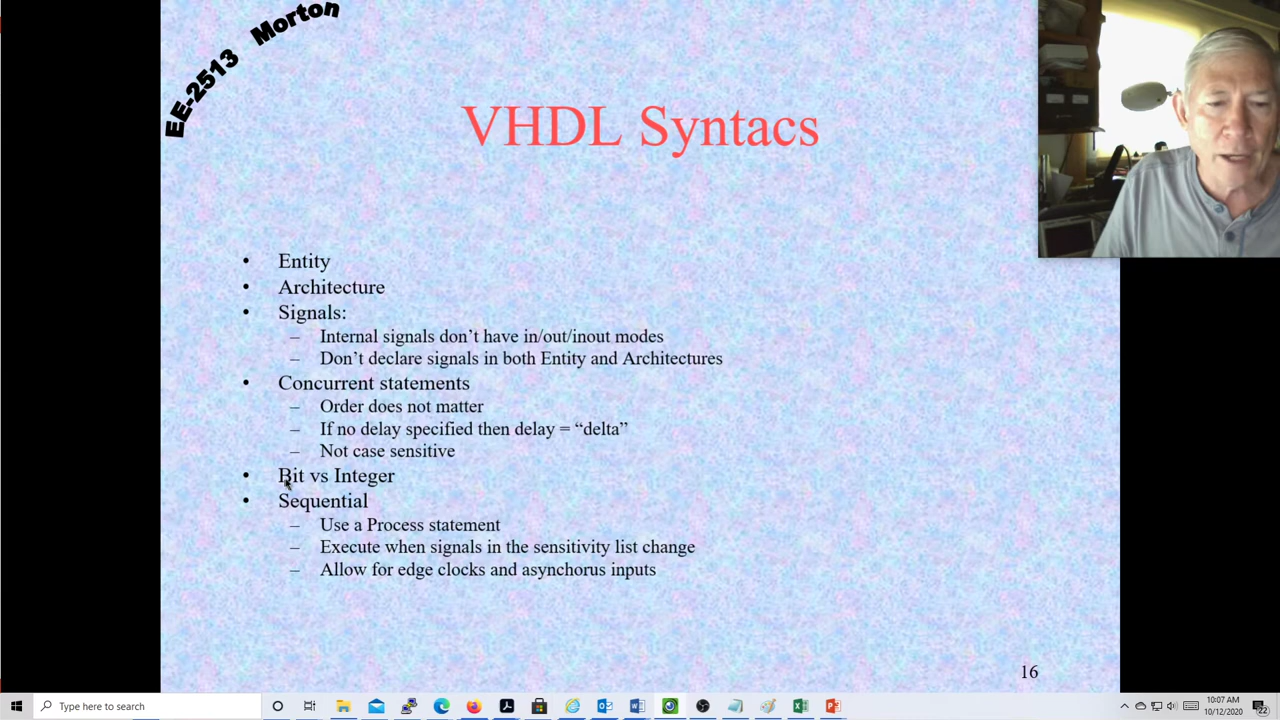 EE-2513 Morton
VHDL Syntacs
• Entity
• Architecture
• Signals:
– Internal signals don’t have in/out/inout modes
– Don’t declare signals in both Entity and Architectures
• Concurrent statements
– Order does not matter
– If no delay specified then delay = “delta”
– Not case sensitive
• Bit vs Integer
• Sequential
– Use a Process statement
– Execute when signals in the sensitivity list change
– Allow for edge clocks and asynchorus inputs
16
Type here to search
10:07 AM
10/12/2020
22